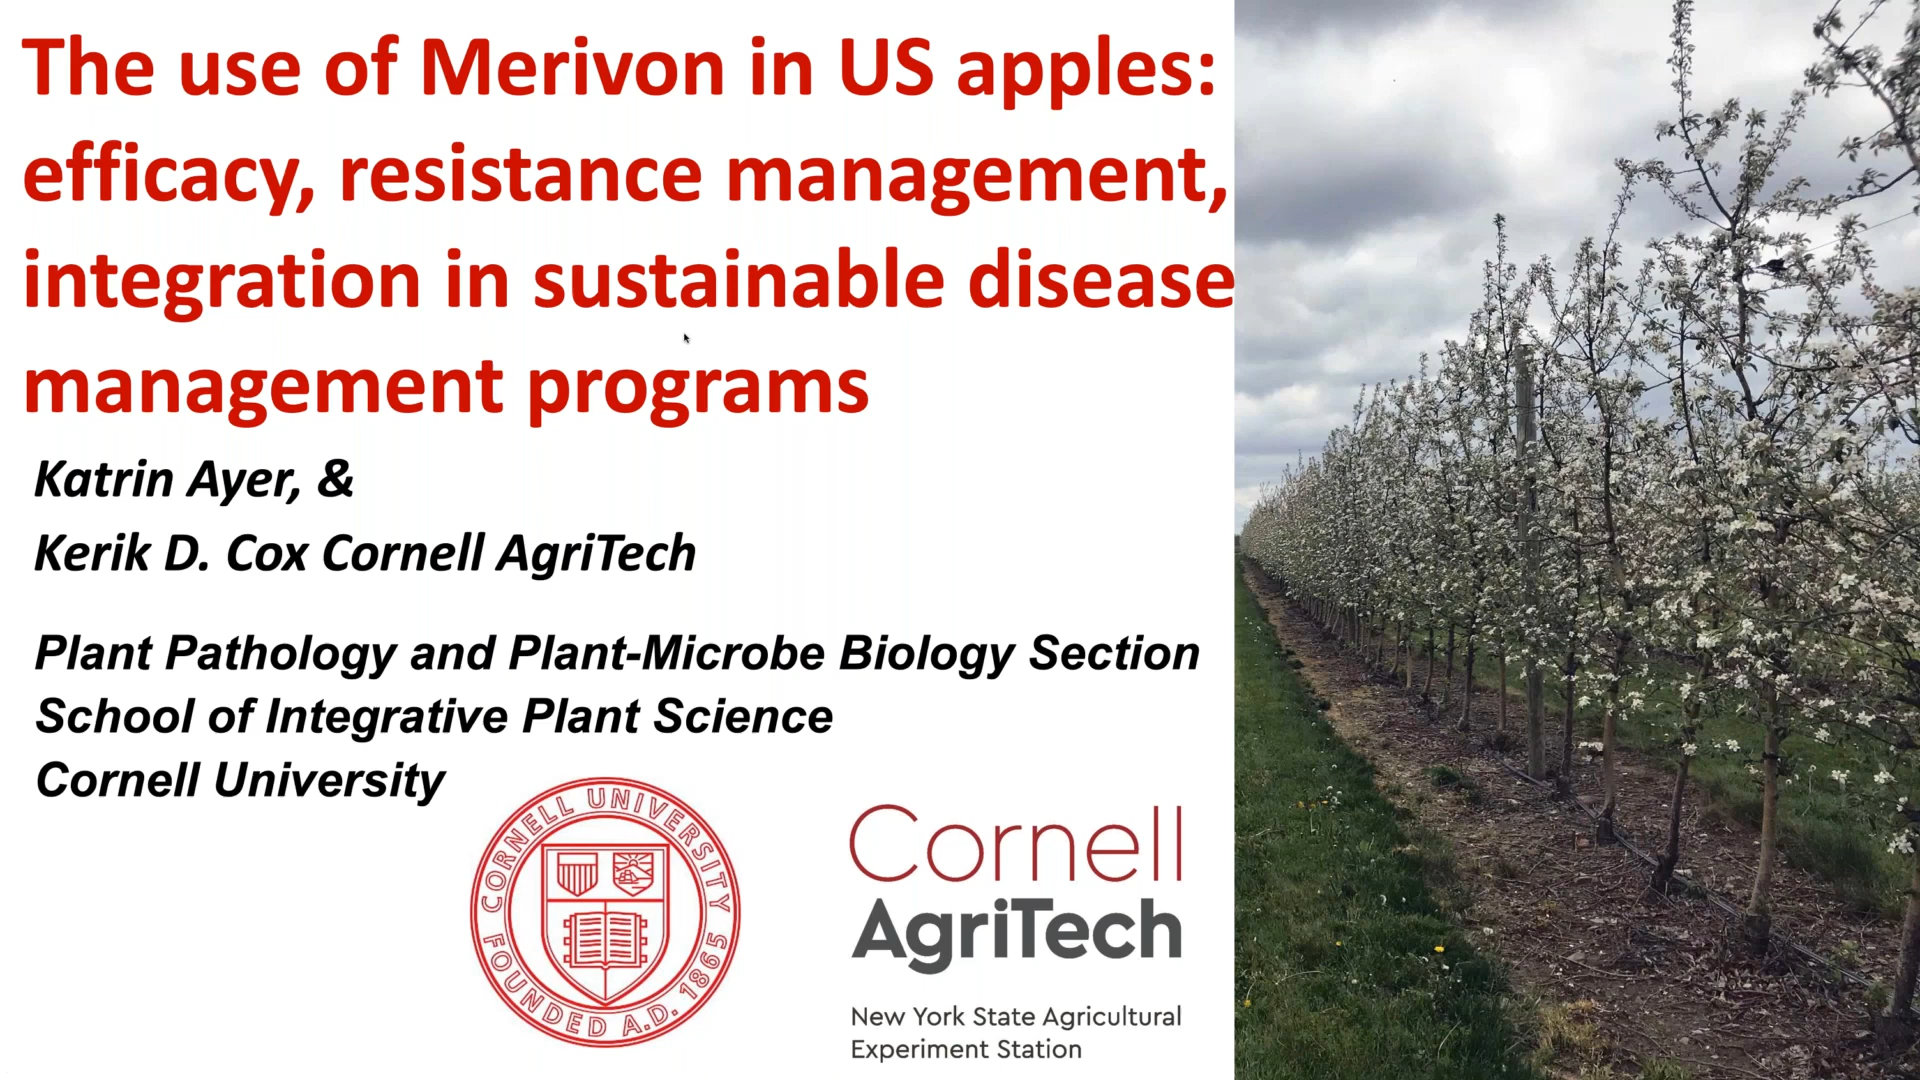 The use of Merivon in US apples:
efficacy, resistance management,
integration in sustainable disease
management programs
Katrin Ayer, &
Kerik D. Cox Cornell AgriTech
Plant Pathology and Plant-Microbe Biology Section
School of Integrative Plant Science
Cornell University
CORNELL UNIVERSITY
FOUNDED A.D. 1865
Cornell
AgriTech
New York State Agricultural
Experiment Station